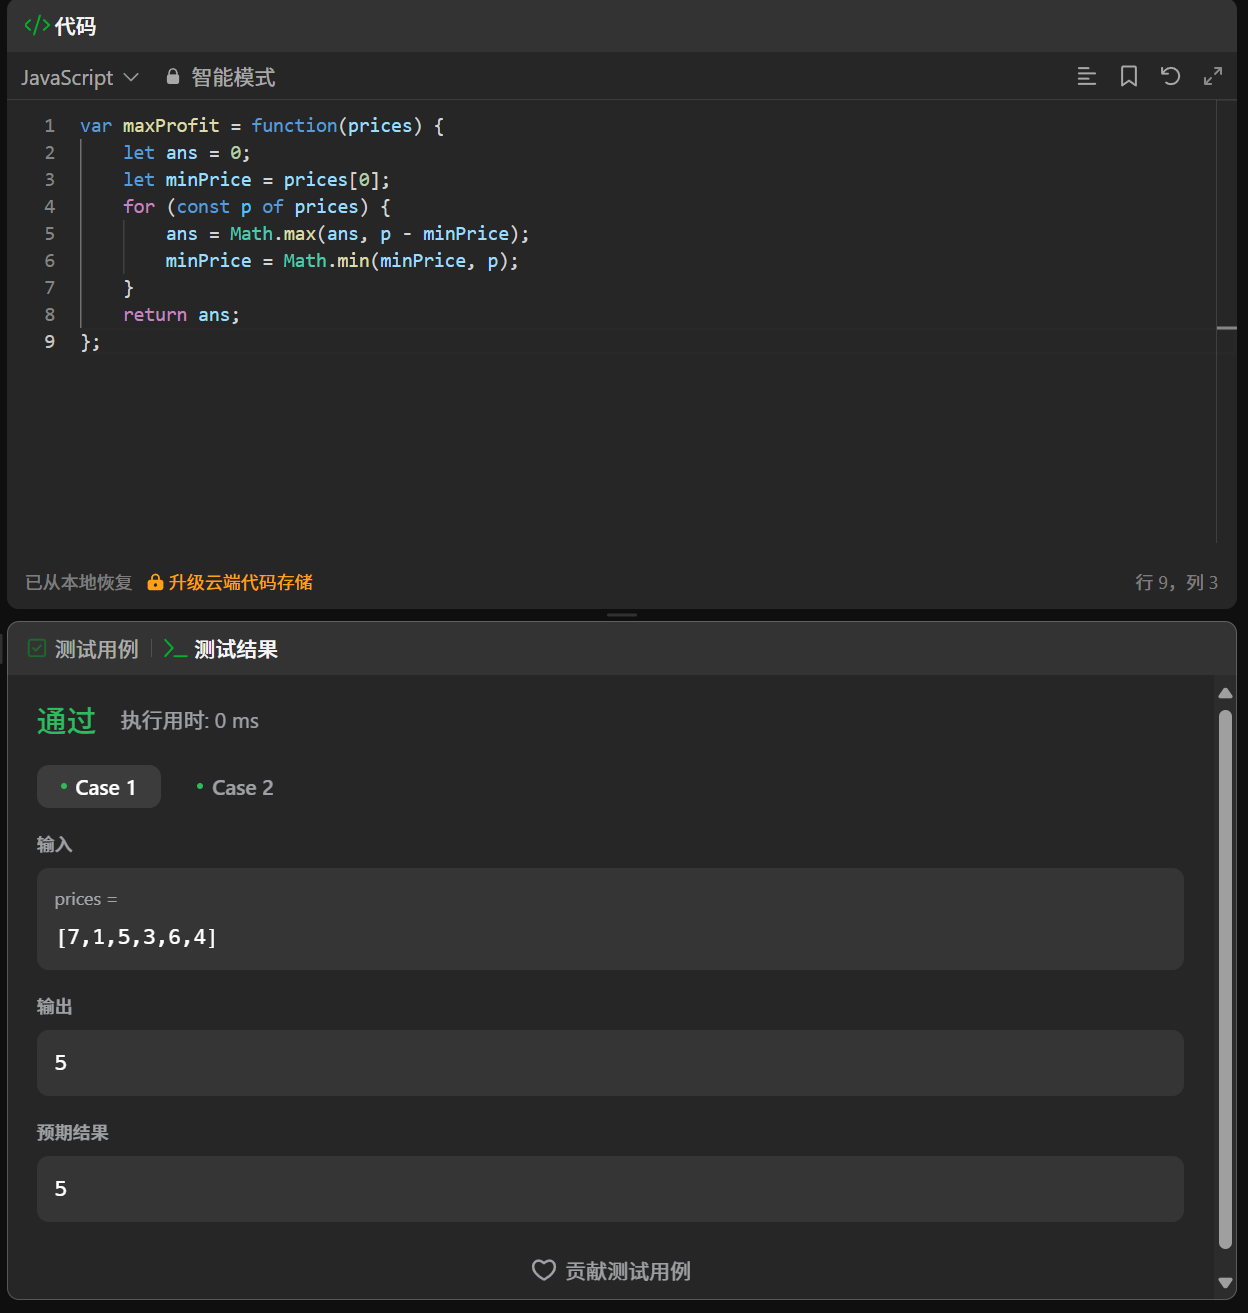 </> 代码
JavaScript 智能模式
1 var maxProfit = function(prices) {
2     let ans = 0;
3     let minPrice = prices[0];
4     for (const p of prices) {
5         ans = Math.max(ans, p - minPrice);
6         minPrice = Math.min(minPrice, p);
7     }
8     return ans;
9 };
已从本地恢复 升级云端代码存储 行 9，列 3
测试用例 测试结果
通过 执行用时: 0 ms
Case 1 Case 2
输入
prices =
[7,1,5,3,6,4]
输出
5
预期结果
5
贡献测试用例